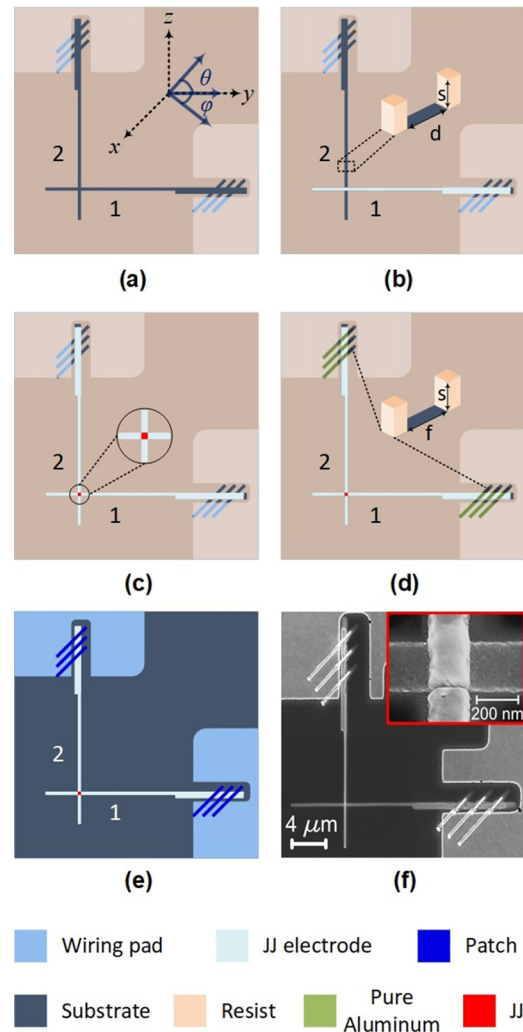 z
θ
y
φ
x
2
1
(a)
s
d
2
1
(b)
2
1
(c)
s
f
2
1
(d)
2
1
(e)
200 nm
4 μm
(f)
Wiring pad
JJ electrode
Patch
Substrate
Resist
Pure
Aluminum
JJ